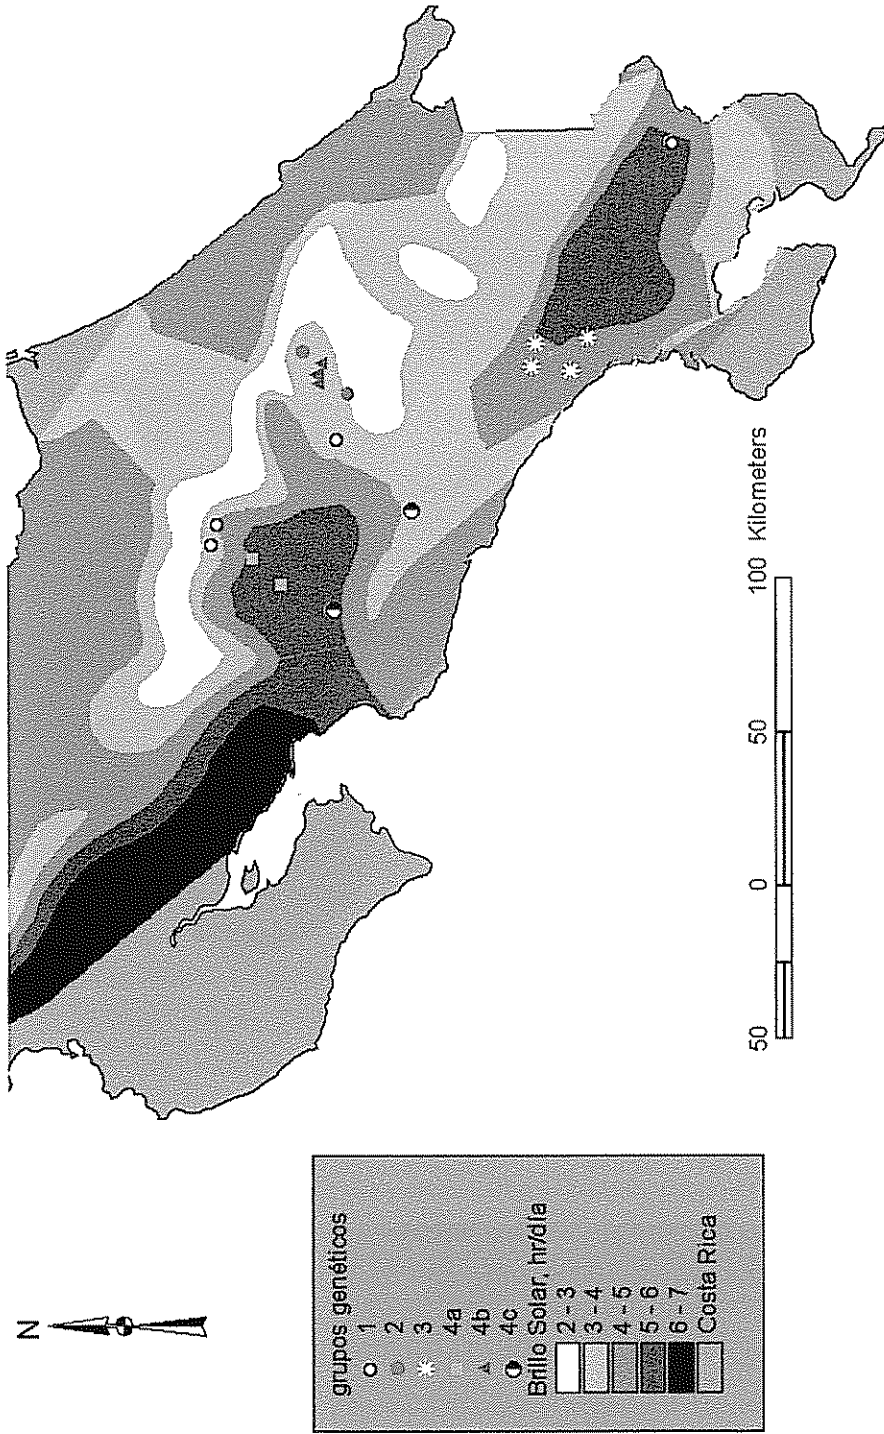 N
grupos genéticos
1
2
3
4a
4b
4c
Brillo Solar, hr/día
2 - 3
3 - 4
4 - 5
5 - 6
6 - 7
Costa Rica
50 0 50 100 Kilometers